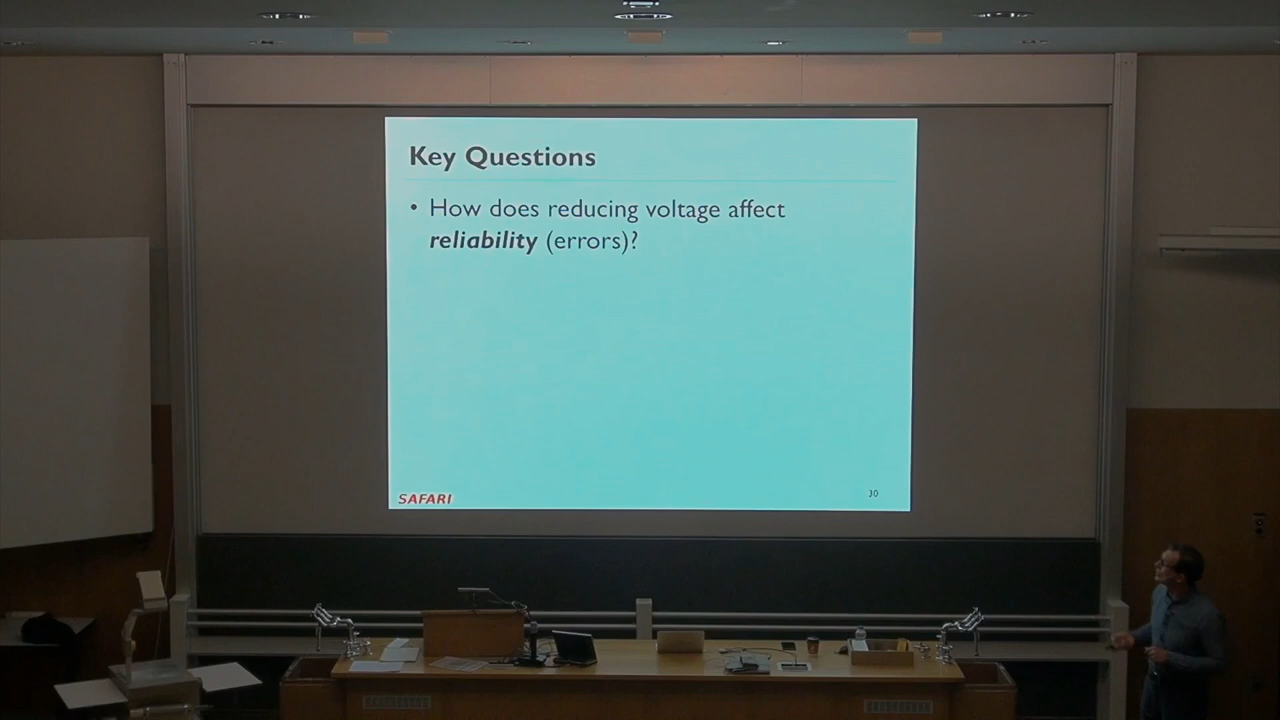 Key Questions
• How does reducing voltage affect
reliability (errors)?
SAFARI
30